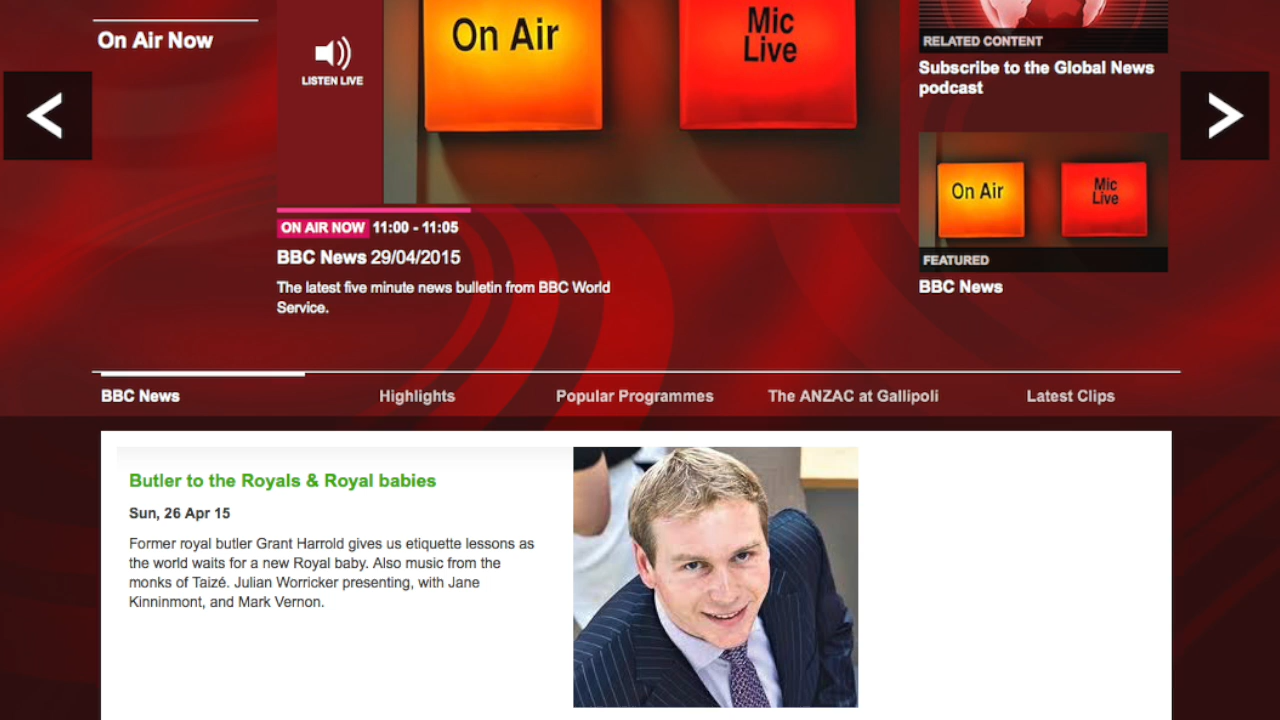 On Air Now
LISTEN LIVE
On Air
Mic
Live
ON AIR NOW 11:00 - 11:05
BBC News 29/04/2015
The latest five minute news bulletin from BBC World
Service.
RELATED CONTENT
Subscribe to the Global News
podcast
On Air
Mic
Live
FEATURED
BBC News
BBC News
Highlights
Popular Programmes
The ANZAC at Gallipoli
Latest Clips
Butler to the Royals & Royal babies
Sun, 26 Apr 15
Former royal butler Grant Harrold gives us etiquette lessons as
the world waits for a new Royal baby. Also music from the
monks of Taizé. Julian Worricker presenting, with Jane
Kinninmont, and Mark Vernon.